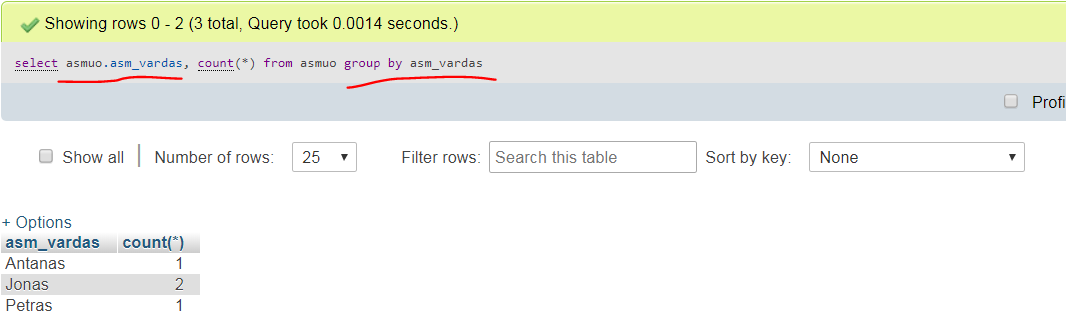 Showing rows 0 - 2 (3 total, Query took 0.0014 seconds.)
select asmuo.asm_vardas, count(*) from asmuo group by asm_vardas
Profi
Show all | Number of rows: 25 Filter rows: Search this table Sort by key: None
+ Options
asm_vardas count(*)
Antanas 1
Jonas 2
Petras 1